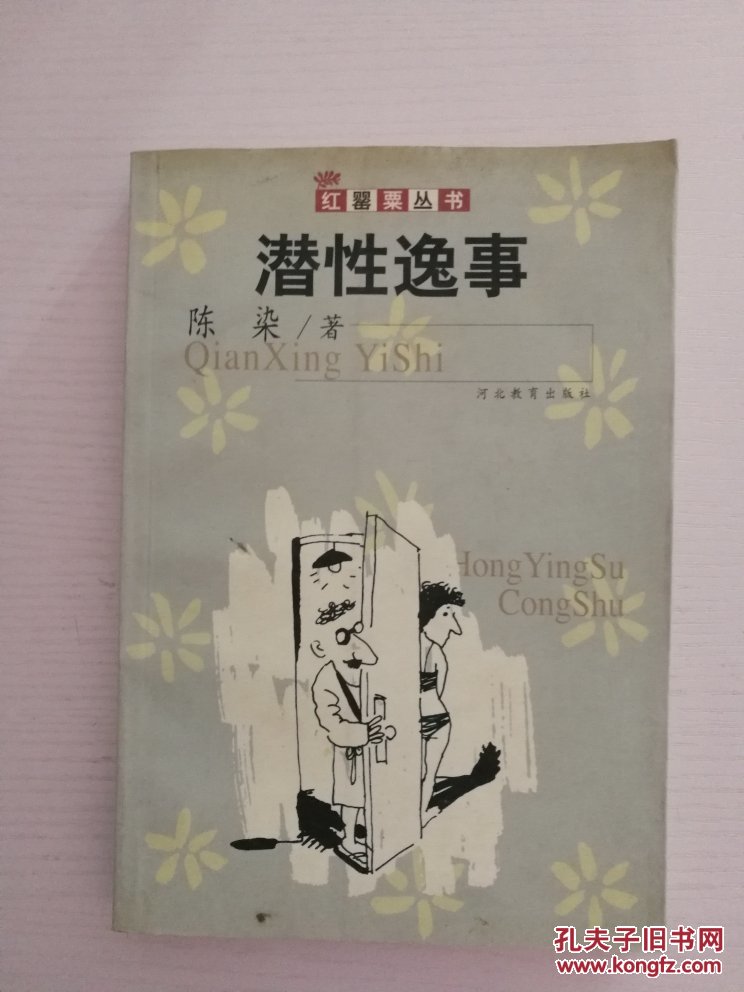 红罂粟丛书
潜性逸事
陈染/著
QianXing YiShi
河北教育出版社
HongYingSu
CongShu
孔夫子旧书网
www.kongfz.com